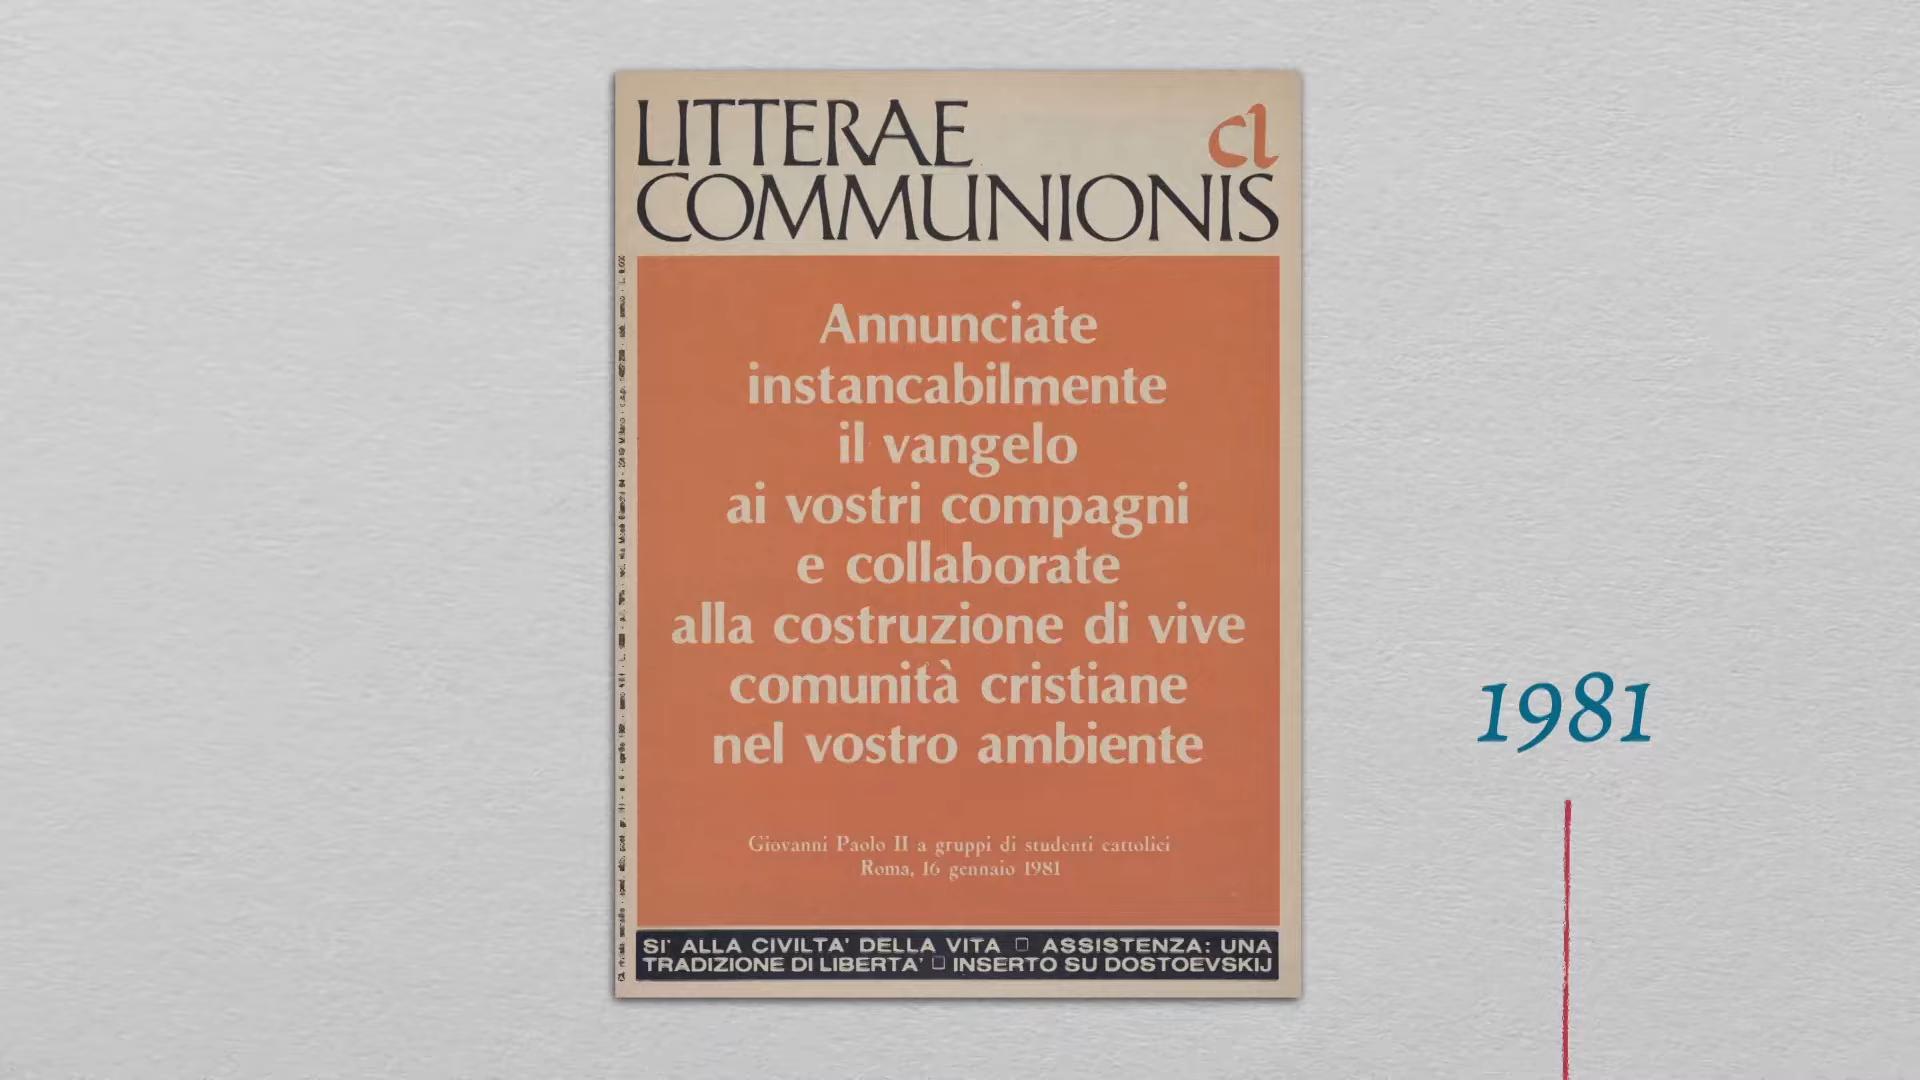 LITTERAE
cl
COMMUNIONIS
Annunciate
instancabilmente
il vangelo
ai vostri compagni
e collaborate
alla costruzione di vive
comunità cristiane
nel vostro ambiente
Giovanni Paolo II a gruppi di studenti cattolici
Roma, 16 gennaio 1981
SI' ALLA CIVILTA' DELLA VITA □ ASSISTENZA: UNA
TRADIZIONE DI LIBERTA' □ INSERTO SU DOSTOEVSKIJ
1981